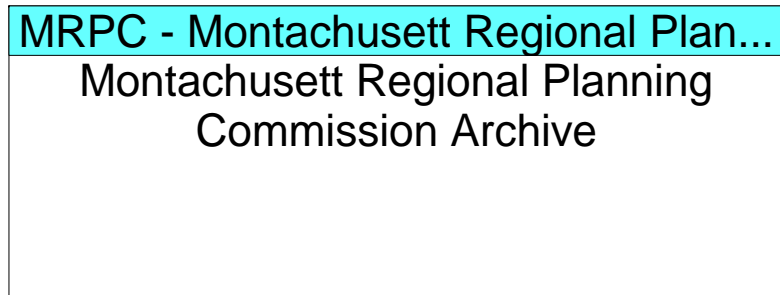 MRPC - Montachusett Regional Plan...
Montachusett Regional Planning
Commission Archive